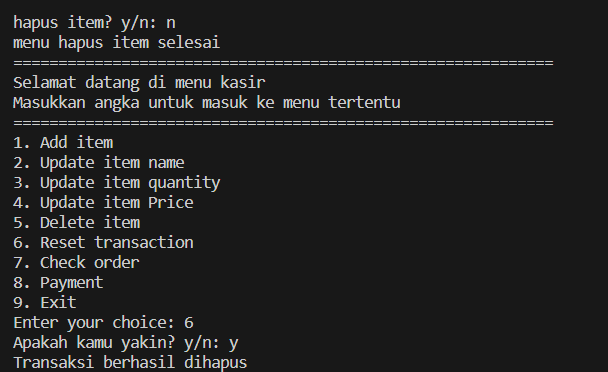 hapus item? y/n: n
menu hapus item selesai
============================================================
Selamat datang di menu kasir
Masukkan angka untuk masuk ke menu tertentu
============================================================
1. Add item
2. Update item name
3. Update item quantity
4. Update item Price
5. Delete item
6. Reset transaction
7. Check order
8. Payment
9. Exit
Enter your choice: 6
Apakah kamu yakin? y/n: y
Transaksi berhasil dihapus